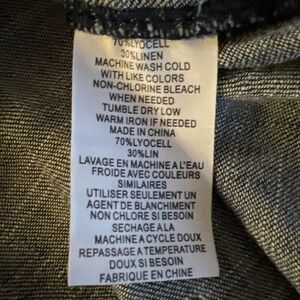 70%LYOCELL
30%LINEN
MACHINE WASH COLD
WITH LIKE COLORS
NON-CHLORINE BLEACH
WHEN NEEDED
TUMBLE DRY LOW
WARM IRON IF NEEDED
MADE IN CHINA
70%LYOCELL
30%LIN
LAVAGE EN MACHINE A L'EAU
FROIDE AVEC COULEURS
SIMILAIRES
UTILISER SEULEMENT UN
AGENT DE BLANCHIMENT
NON CHLORE SI BESOIN
SECHAGE A LA
MACHINE A CYCLE DOUX
REPASSAGE A TEMPERATURE
DOUX SI BESOIN
FABRIQUE EN CHINE